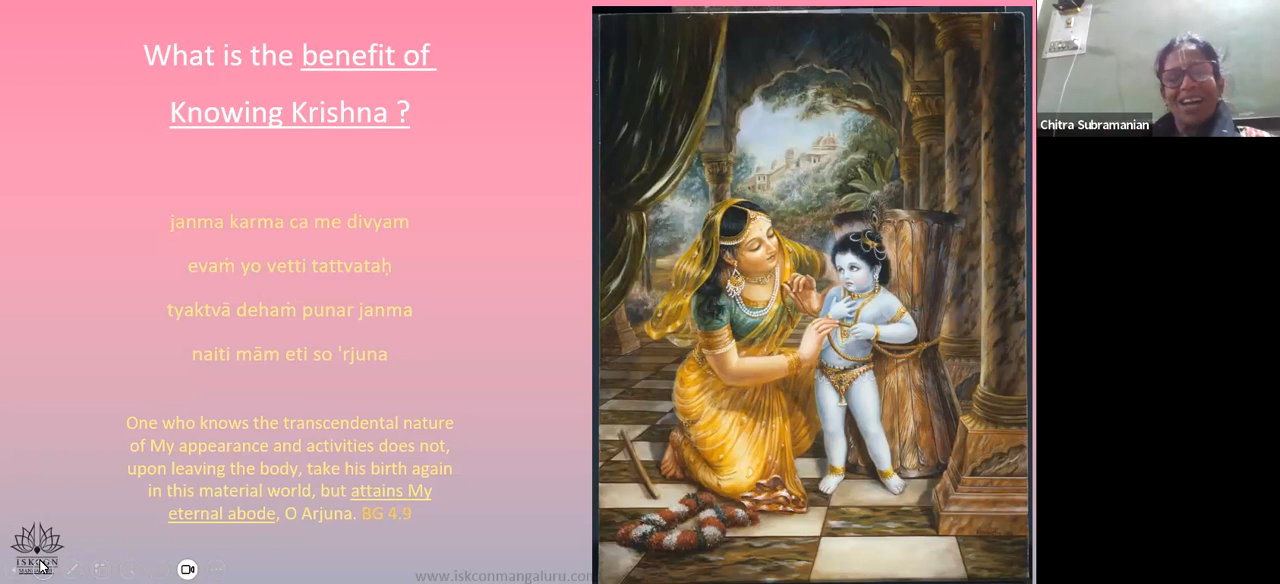 What is the benefit of
Knowing Krishna ?
janma karma ca me divyam
evaṁ yo vetti tattvataḥ
tyaktvā dehaṁ punar janma
naiti mām eti so 'rjuna
One who knows the transcendental nature
of My appearance and activities does not,
upon leaving the body, take his birth again
in this material world, but attains My
eternal abode, O Arjuna. BG 4.9
ISKCON
www.iskconmangaluru.com
Chitra Subramanian